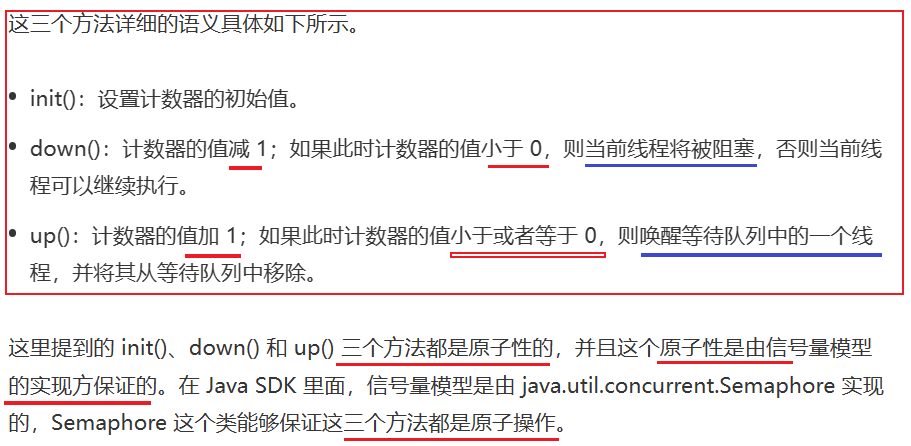 这三个方法详细的语义具体如下所示。
• init()：设置计数器的初始值。
• down()：计数器的值减 1；如果此时计数器的值小于 0，则当前线程将被阻塞，否则当前线
程可以继续执行。
• up()：计数器的值加 1；如果此时计数器的值小于或者等于 0，则唤醒等待队列中的一个线
程，并将其从等待队列中移除。
这里提到的 init()、down() 和 up() 三个方法都是原子性的，并且这个原子性是由信号量模型
的实现方保证的。在 Java SDK 里面，信号量模型是由 java.util.concurrent.Semaphore 实现
的，Semaphore 这个类能够保证这三个方法都是原子操作。